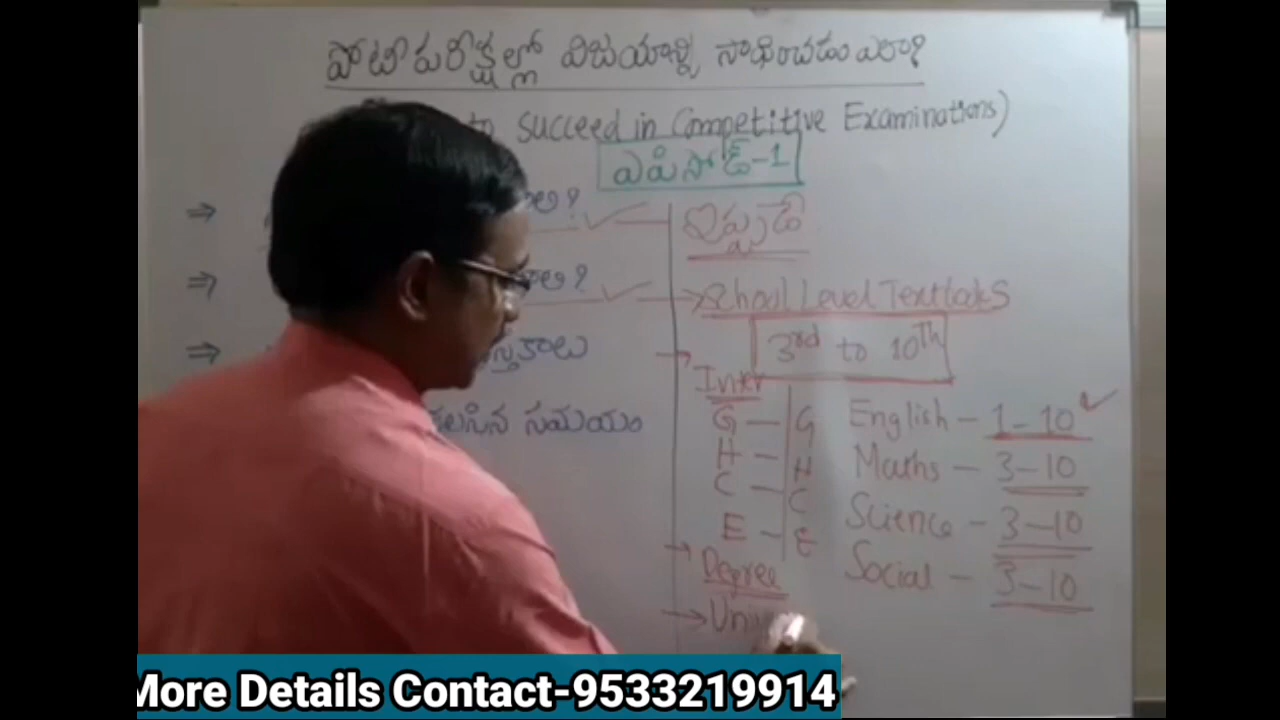 పోటీ పరీక్షల్లో విజయాన్ని సాధించడం ఎలా?
to succeed in Competitive Examinations)
ఎపిసోడ్-1
⇒ ాలి? ✓
ఇప్పుడే
⇒ ాలి? ✓
→ School Level Textbooks
3rd to 10th
⇒ స్తకాలు
→ Inter
వలసిన సమయం
G — G
H — H
C — C
E — E
English - 1-10 ✓
Maths - 3-10
Science - 3-10
Social - 3-10
→ Degree
→ Univ
More Details Contact-9533219914